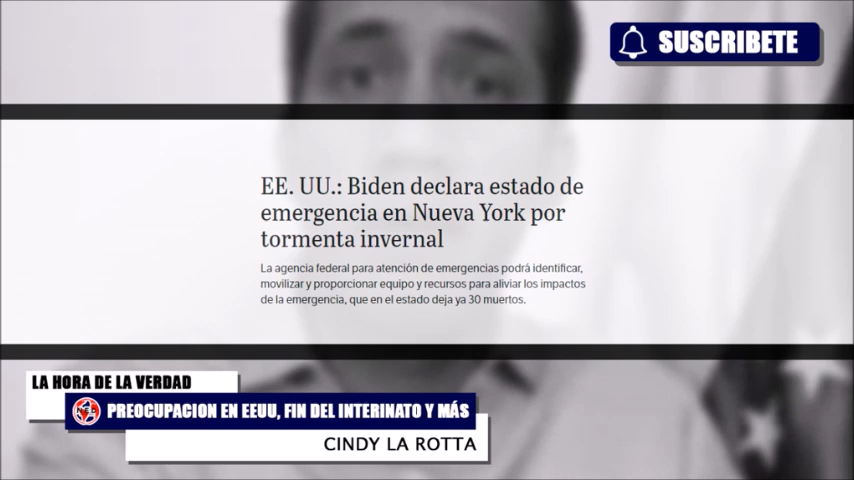 SUSCRIBETE
EE. UU.: Biden declara estado de
emergencia en Nueva York por
tormenta invernal
La agencia federal para atención de emergencias podrá identificar,
movilizar y proporcionar equipo y recursos para aliviar los impactos
de la emergencia, que en el estado deja ya 30 muertos.
LA HORA DE LA VERDAD
PREOCUPACION EN EEUU, FIN DEL INTERINATO Y MÁS
CINDY LA ROTTA